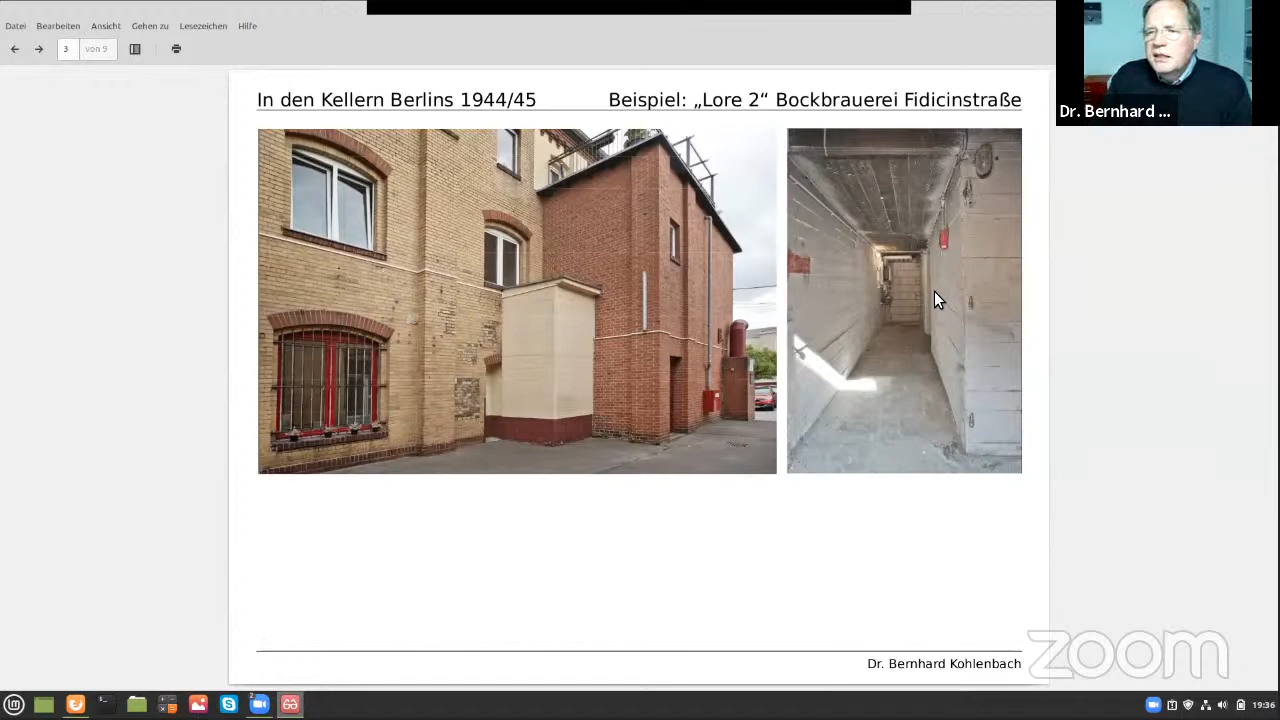 Datei Bearbeiten Ansicht Gehen zu Lesezeichen Hilfe
3 von 9
In den Kellern Berlins 1944/45 Beispiel: „Lore 2“ Bockbrauerei Fidicinstraße
Dr. Bernhard ...
Dr. Bernhard Kohlenbach
zoom
2
19:36